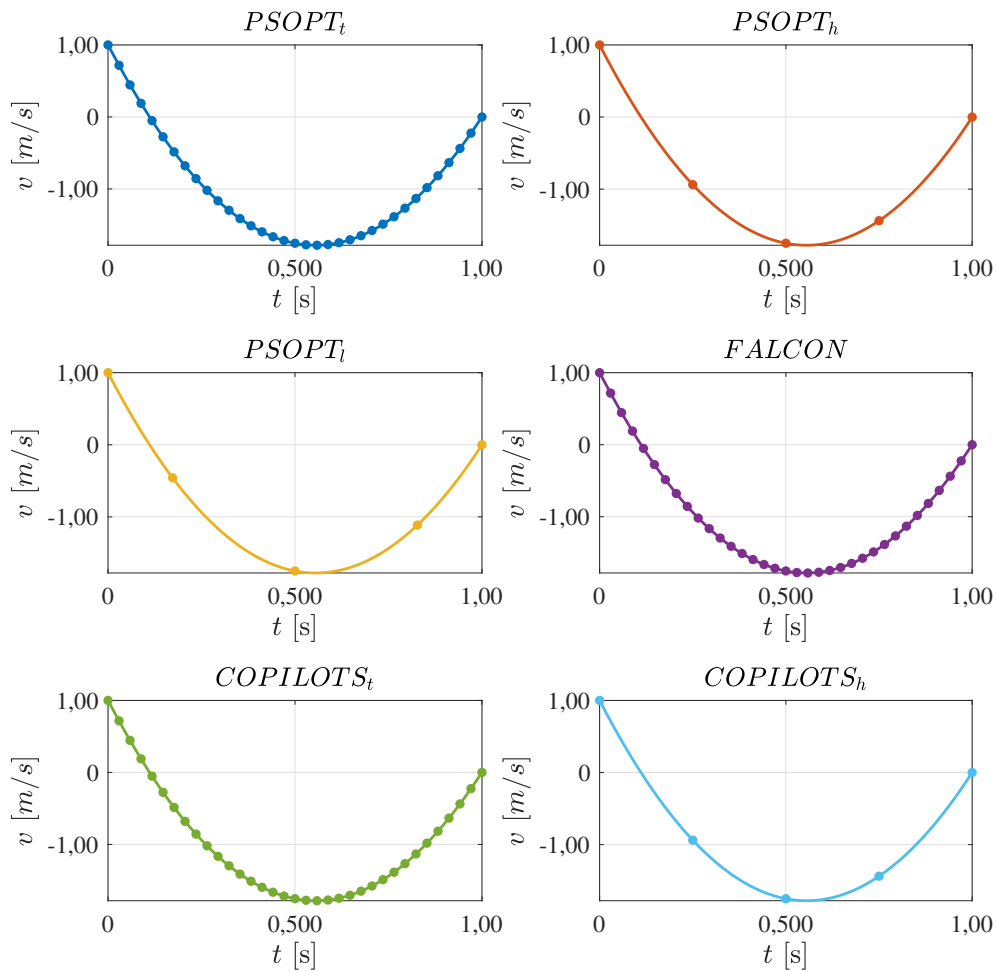 PSOPT_t
1,00
0
-1,00
v [m/s]
0 0,500 1,00
t [s]
PSOPT_h
1,00
0
-1,00
v [m/s]
0 0,500 1,00
t [s]
PSOPT_l
1,00
0
-1,00
v [m/s]
0 0,500 1,00
t [s]
FALCON
1,00
0
-1,00
v [m/s]
0 0,500 1,00
t [s]
COPILOTS_t
1,00
0
-1,00
v [m/s]
0 0,500 1,00
t [s]
COPILOTS_h
1,00
0
-1,00
v [m/s]
0 0,500 1,00
t [s]